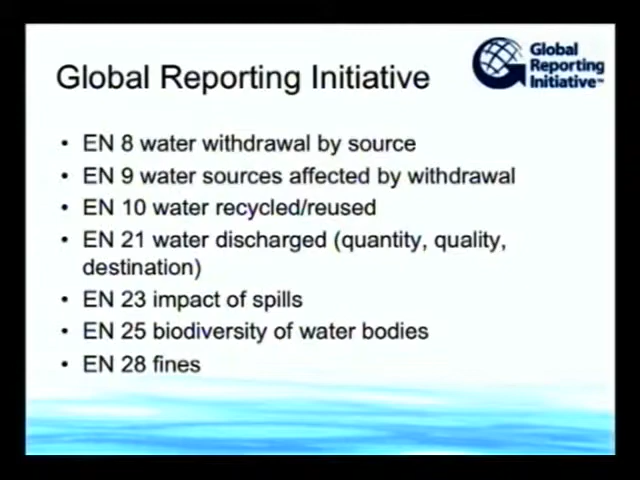 Global Reporting Initiative
Global
Reporting
Initiative™
• EN 8 water withdrawal by source
• EN 9 water sources affected by withdrawal
• EN 10 water recycled/reused
• EN 21 water discharged (quantity, quality,
destination)
• EN 23 impact of spills
• EN 25 biodiversity of water bodies
• EN 28 fines